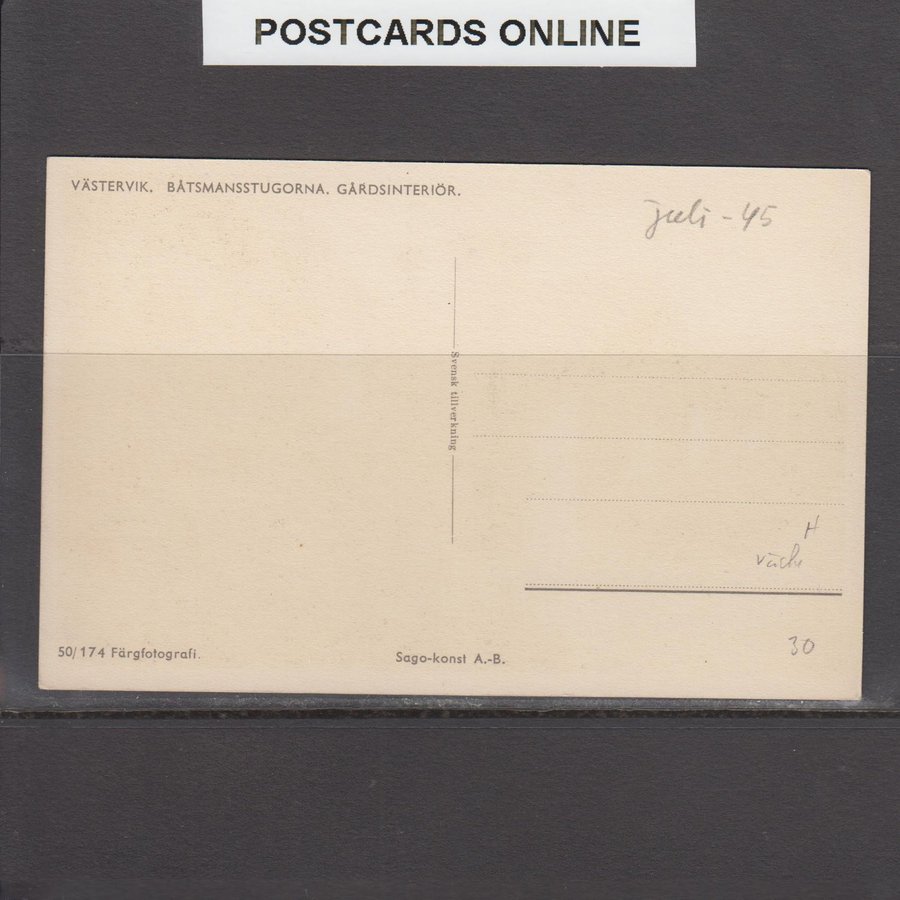 POSTCARDS ONLINE
VÄSTERVIK. BÅTSMANSSTUGORNA. GÅRDSINTERIÖR.
juli - 45
Svensk tillverkning
H
30
50/174 Färgfotografi.
Sago-konst A.-B.